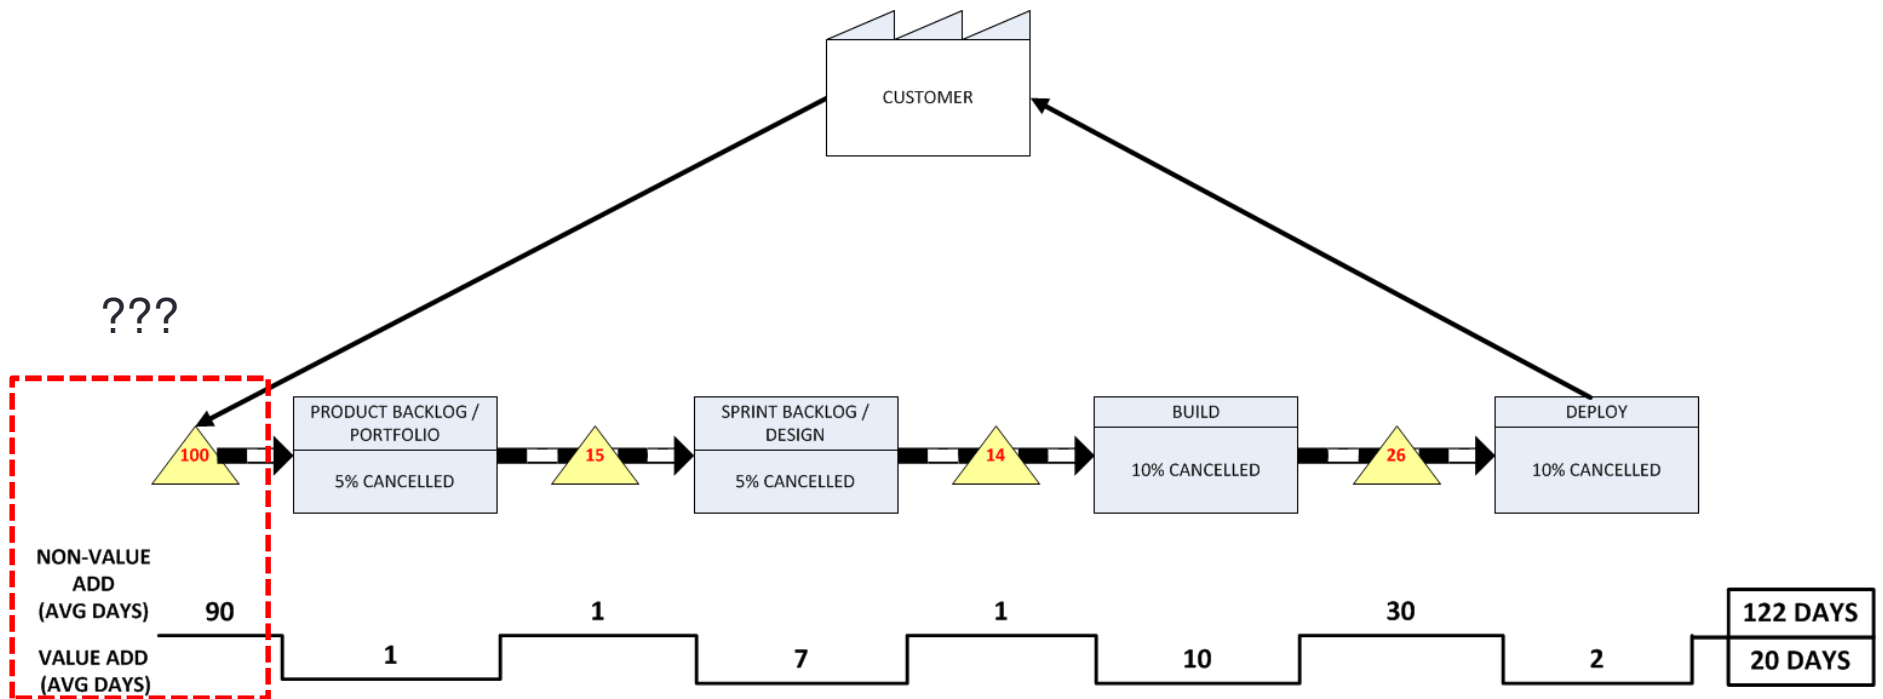 CUSTOMER
???
100
PRODUCT BACKLOG /
PORTFOLIO
5% CANCELLED
15
SPRINT BACKLOG /
DESIGN
5% CANCELLED
14
BUILD
10% CANCELLED
26
DEPLOY
10% CANCELLED
NON-VALUE
ADD
(AVG DAYS)
90
1
1
30
122 DAYS
VALUE ADD
(AVG DAYS)
1
7
10
2
20 DAYS